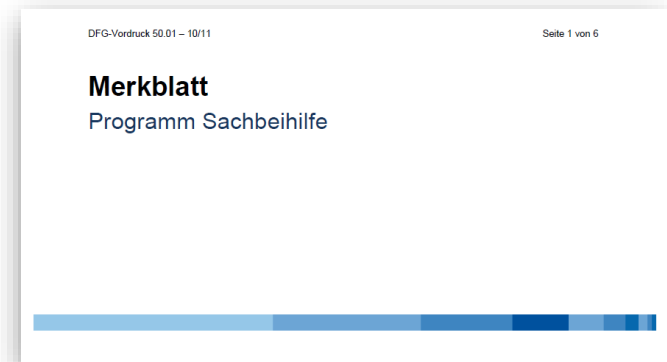 DFG-Vordruck 50.01 – 10/11 Seite 1 von 6
Merkblatt
Programm Sachbeihilfe